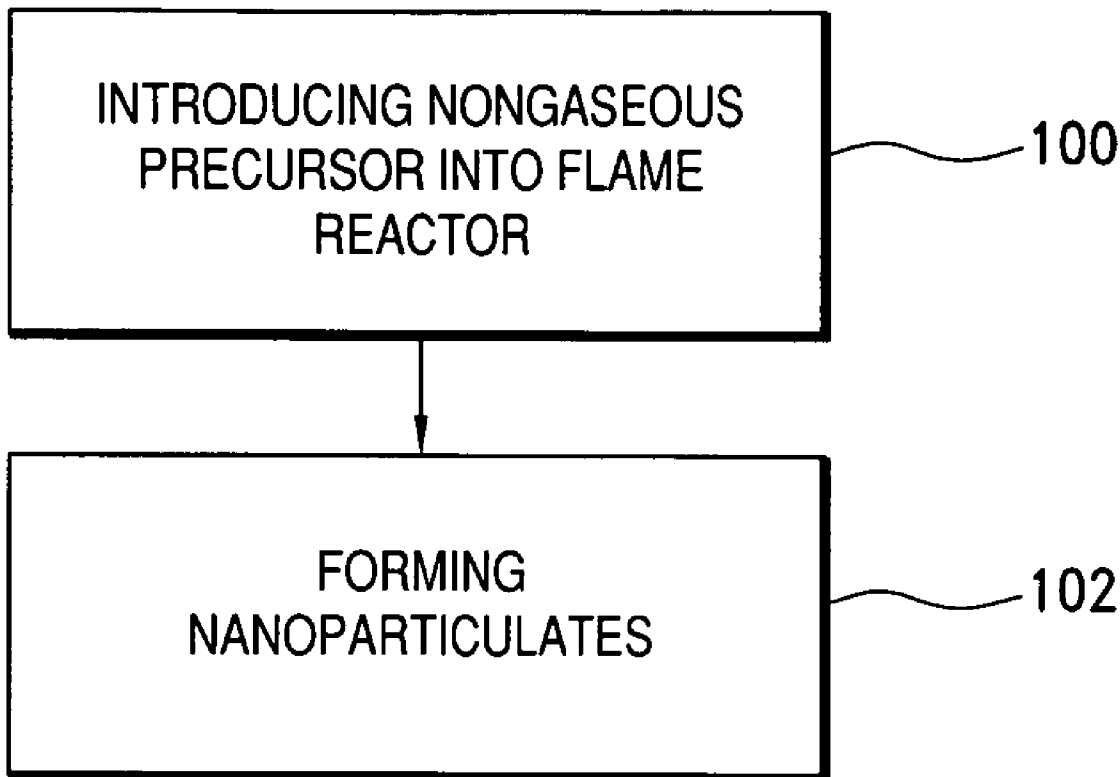 INTRODUCING NONGASEOUS
PRECURSOR INTO FLAME
REACTOR
100
FORMING
NANOPARTICULATES
102